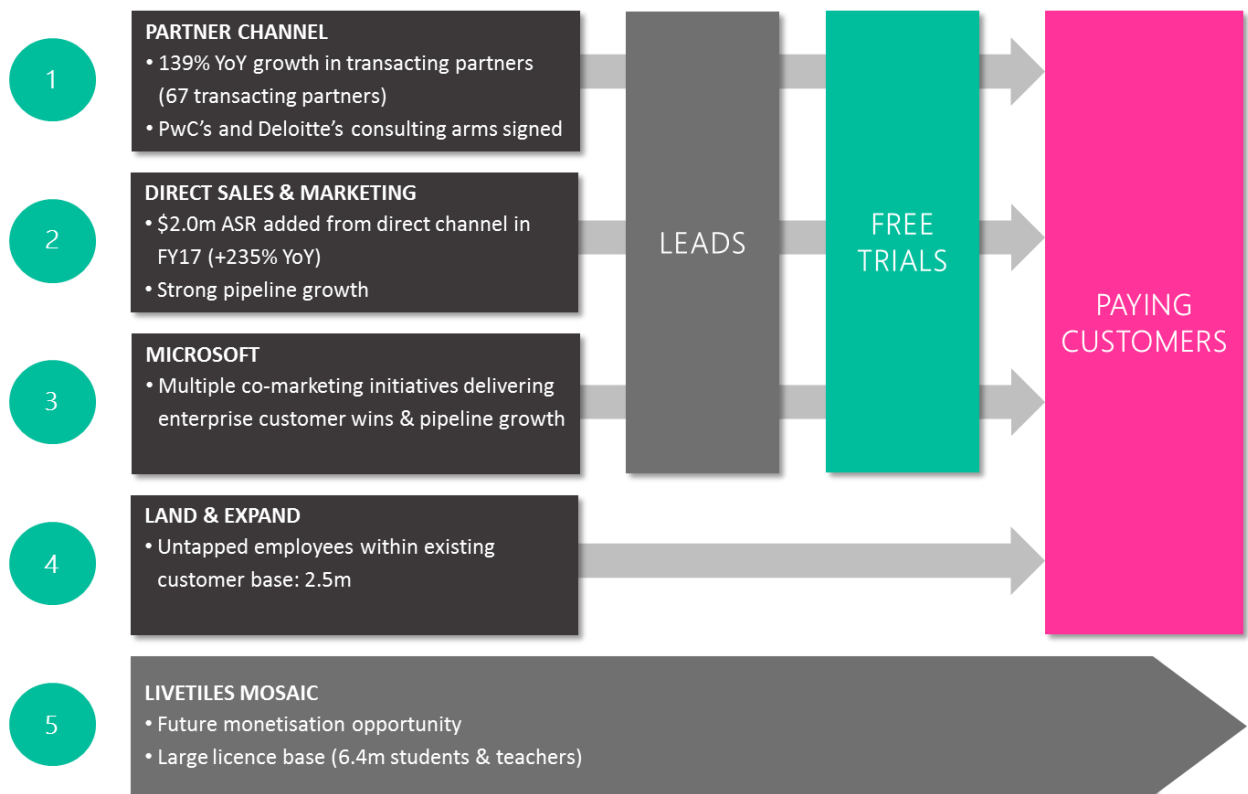 1
PARTNER CHANNEL
• 139% YoY growth in transacting partners
(67 transacting partners)
• PwC's and Deloitte's consulting arms signed
2
DIRECT SALES & MARKETING
• $2.0m ASR added from direct channel in
FY17 (+235% YoY)
• Strong pipeline growth
3
MICROSOFT
• Multiple co-marketing initiatives delivering
enterprise customer wins & pipeline growth
4
LAND & EXPAND
• Untapped employees within existing
customer base: 2.5m
LEADS
FREE
TRIALS
PAYING
CUSTOMERS
5
LIVETILES MOSAIC
• Future monetisation opportunity
• Large licence base (6.4m students & teachers)